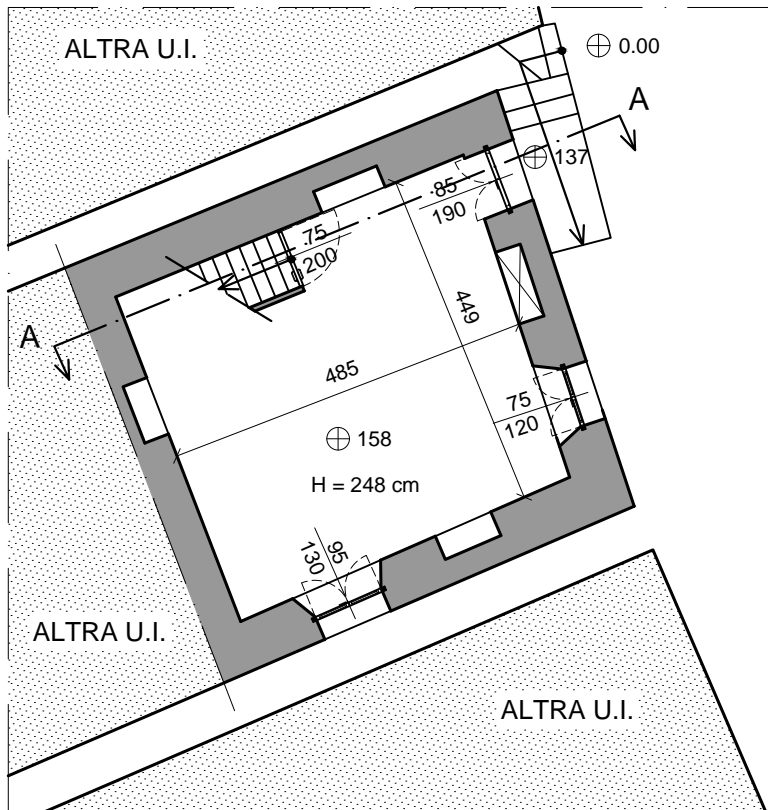 ALTRA U.I.
0.00
A
137
85
190
75
200
449
A
485
75
120
158
H = 248 cm
95
130
ALTRA U.I.
ALTRA U.I.